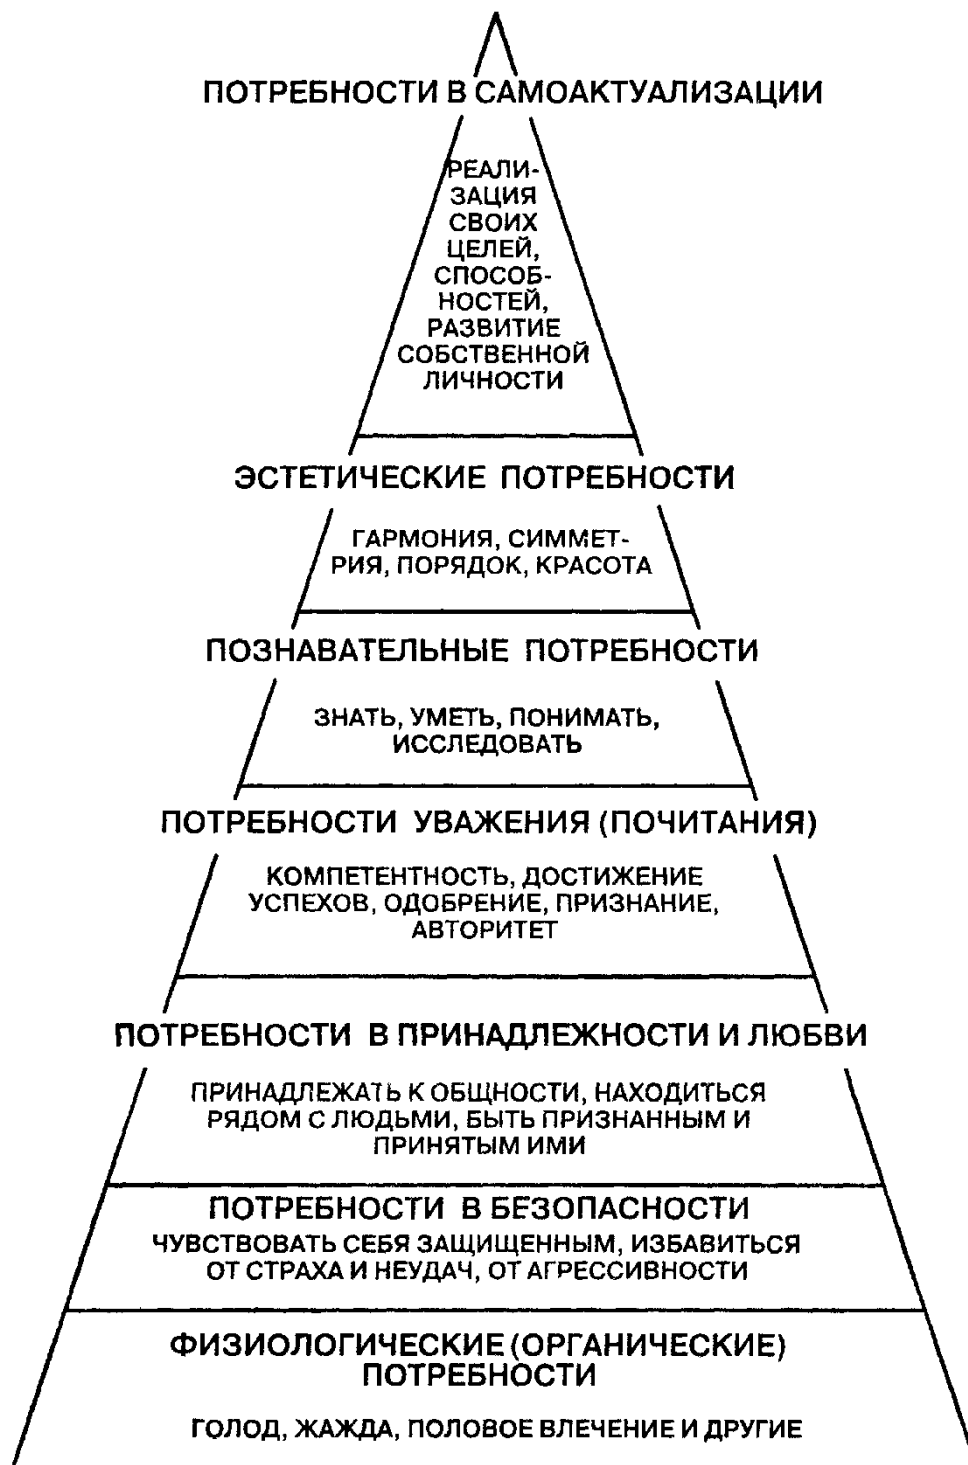 ПОТРЕБНОСТИ В САМОАКТУАЛИЗАЦИИ
РЕАЛИ-
ЗАЦИЯ
СВОИХ
ЦЕЛЕЙ,
СПОСОБ-
НОСТЕЙ,
РАЗВИТИЕ
СОБСТВЕННОЙ
ЛИЧНОСТИ
ЭСТЕТИЧЕСКИЕ ПОТРЕБНОСТИ
ГАРМОНИЯ, СИММЕТ-
РИЯ, ПОРЯДОК, КРАСОТА
ПОЗНАВАТЕЛЬНЫЕ ПОТРЕБНОСТИ
ЗНАТЬ, УМЕТЬ, ПОНИМАТЬ,
ИССЛЕДОВАТЬ
ПОТРЕБНОСТИ УВАЖЕНИЯ (ПОЧИТАНИЯ)
КОМПЕТЕНТНОСТЬ, ДОСТИЖЕНИЕ
УСПЕХОВ, ОДОБРЕНИЕ, ПРИЗНАНИЕ,
АВТОРИТЕТ
ПОТРЕБНОСТИ В ПРИНАДЛЕЖНОСТИ И ЛЮБВИ
ПРИНАДЛЕЖАТЬ К ОБЩНОСТИ, НАХОДИТЬСЯ
РЯДОМ С ЛЮДЬМИ, БЫТЬ ПРИЗНАННЫМ И
ПРИНЯТЫМ ИМИ
ПОТРЕБНОСТИ В БЕЗОПАСНОСТИ
ЧУВСТВОВАТЬ СЕБЯ ЗАЩИЩЕННЫМ, ИЗБАВИТЬСЯ
ОТ СТРАХА И НЕУДАЧ, ОТ АГРЕССИВНОСТИ
ФИЗИОЛОГИЧЕСКИЕ (ОРГАНИЧЕСКИЕ)
ПОТРЕБНОСТИ
ГОЛОД, ЖАЖДА, ПОЛОВОЕ ВЛЕЧЕНИЕ И ДРУГИЕ